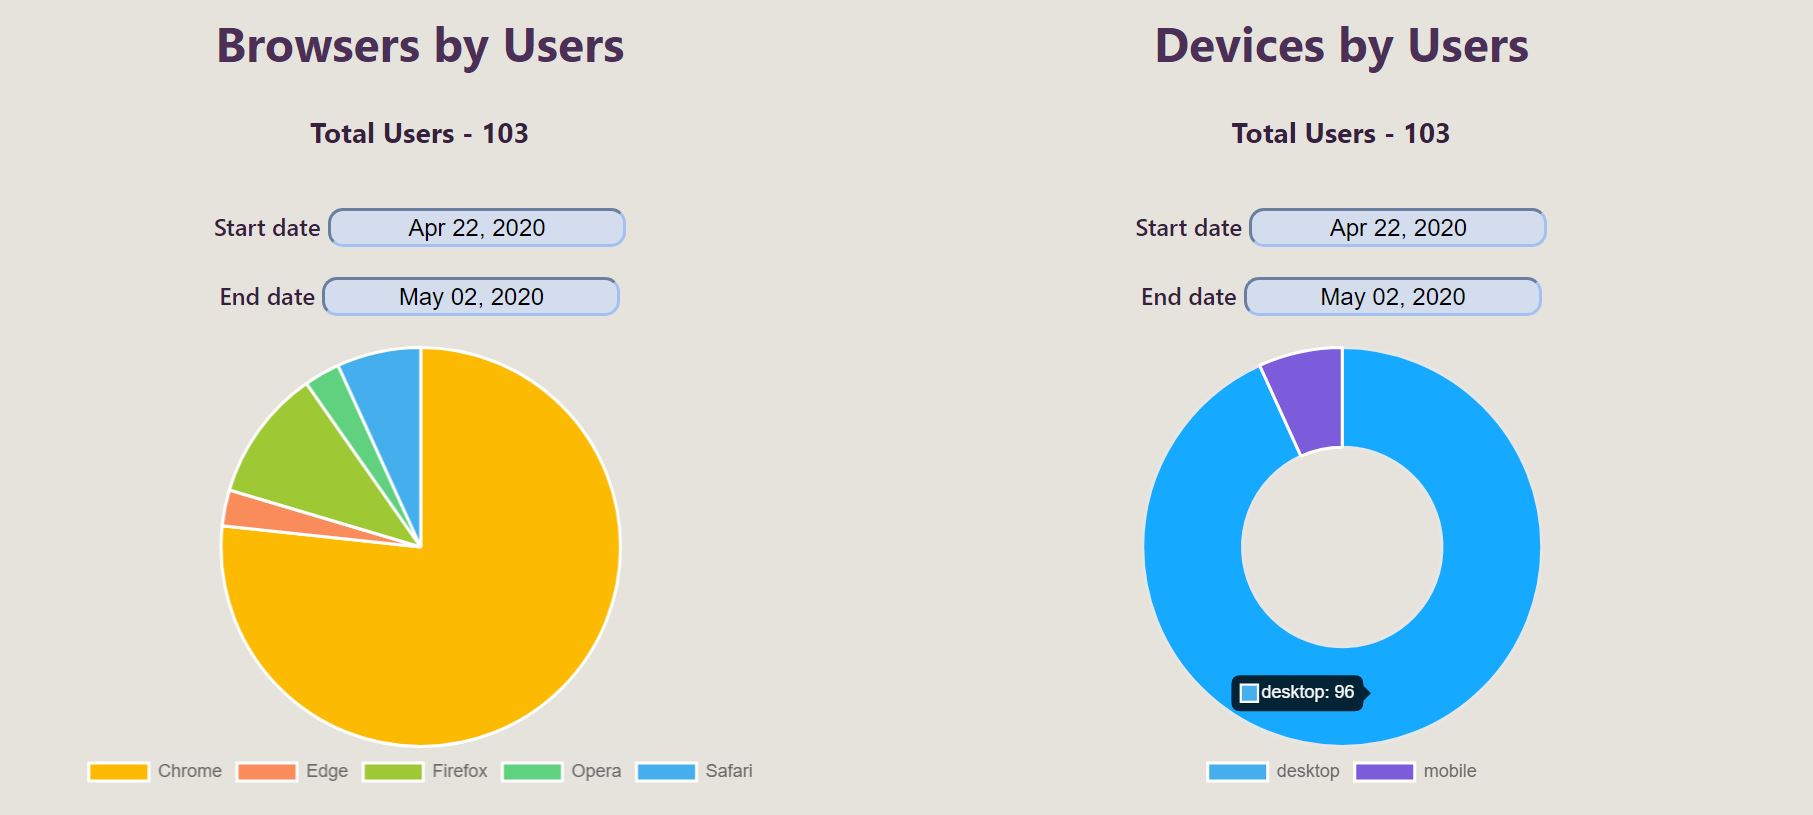 Browsers by Users
Total Users - 103
Start date Apr 22, 2020
End date May 02, 2020
Chrome Edge Firefox Opera Safari
Devices by Users
Total Users - 103
Start date Apr 22, 2020
End date May 02, 2020
desktop: 96
desktop mobile